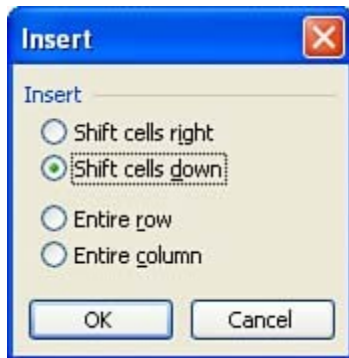 Insert
Insert
Shift cells right
Shift cells down
Entire row
Entire column
OK Cancel